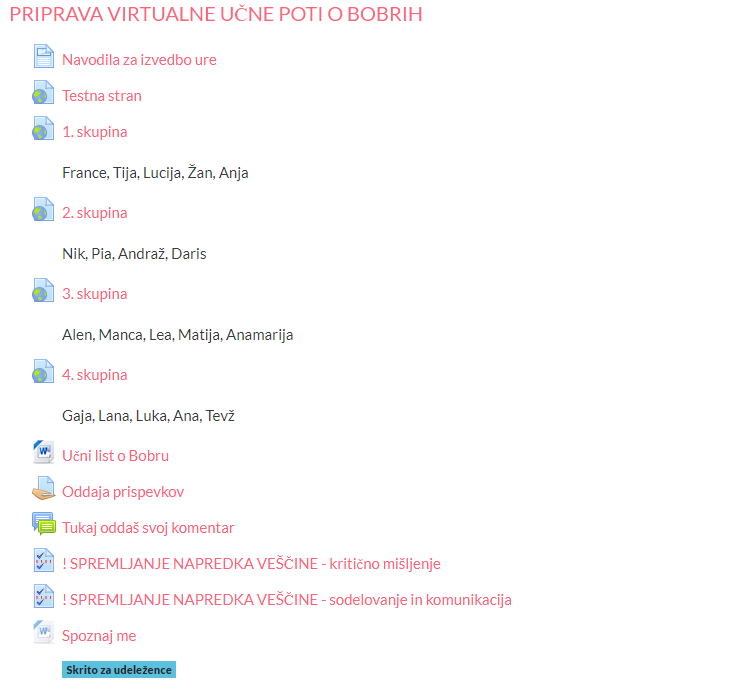 PRIPRAVA VIRTUALNE UČNE POTI O BOBRIH
Navodila za izvedbo ure
Testna stran
1. skupina
France, Tija, Lucija, Žan, Anja
2. skupina
Nik, Pia, Andraž, Daris
3. skupina
Alen, Manca, Lea, Matija, Anamarija
4. skupina
Gaja, Lana, Luka, Ana, Tevž
Učni list o Bobru
Oddaja prispevkov
Tukaj oddaš svoj komentar
! SPREMLJANJE NAPREDKA VEŠČINE - kritično mišljenje
! SPREMLJANJE NAPREDKA VEŠČINE - sodelovanje in komunikacija
Spoznaj me
Skrito za udeležence